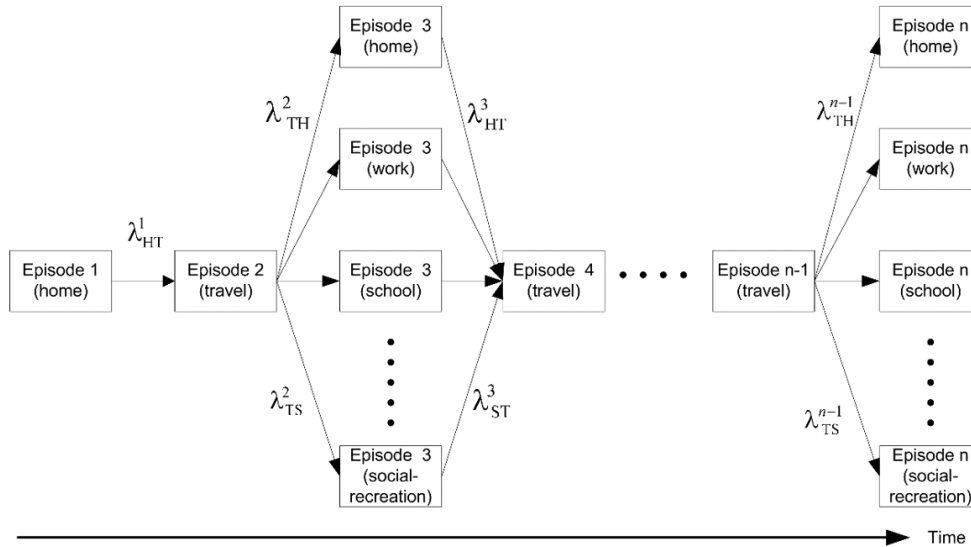 Episode 3
(home)
Episode n
(home)
λ²TH
λ³HT
λⁿ⁻¹TH
Episode 3
(work)
Episode n
(work)
λ¹HT
Episode 1
(home)
Episode 2
(travel)
Episode 3
(school)
Episode 4
(travel)
Episode n-1
(travel)
Episode n
(school)
λ²TS
λ³ST
λⁿ⁻¹TS
Episode 3
(social-
recreation)
Episode n
(social-
recreation)
Time